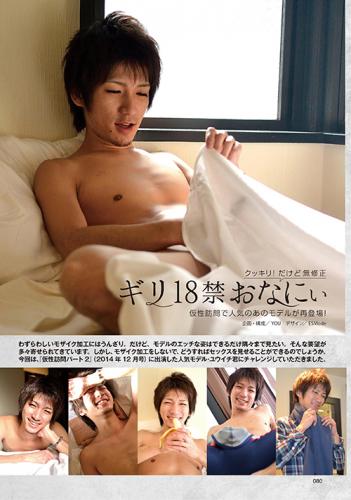 クッキリ！だけど無修正
ギリ18禁おなにぃ
仮性訪問で人気のあのモデルが再登場！
企画・構成／YOU　デザイン／ESMode
わずらわしいモザイク加工にはうんざり。だけど、モデルのエッチな姿はできるだけ隅々まで見たい。そんな要望が
多々寄せられてきています。しかし、モザイク加工をしないで、どうすればセックスを見せることができるのでしょうか。
今回は、「仮性訪問パート2」（2014年12月号）に出演した人気モデル・ユウイチ君にチャレンジしていただきました。
080